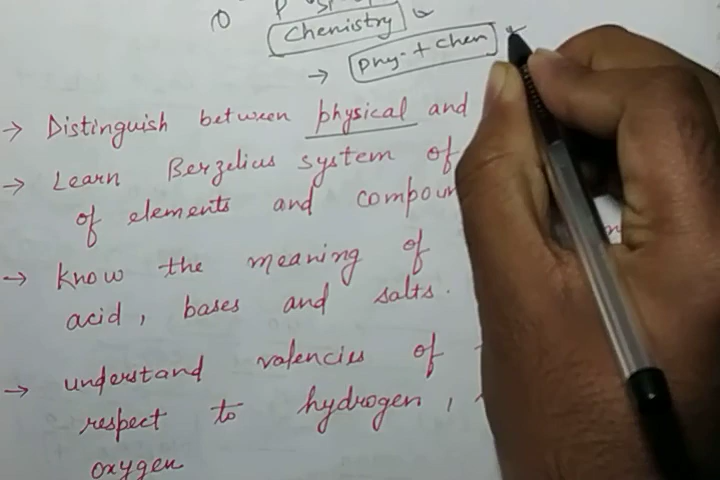 Chemistry
→ phy. + chem
→ Distinguish between physical and
→ Learn Berzelius system of
of elements and compoun
→ know the meaning of
acid, bases and salts.
→ understand valencies of
respect to hydrogen,
oxygen